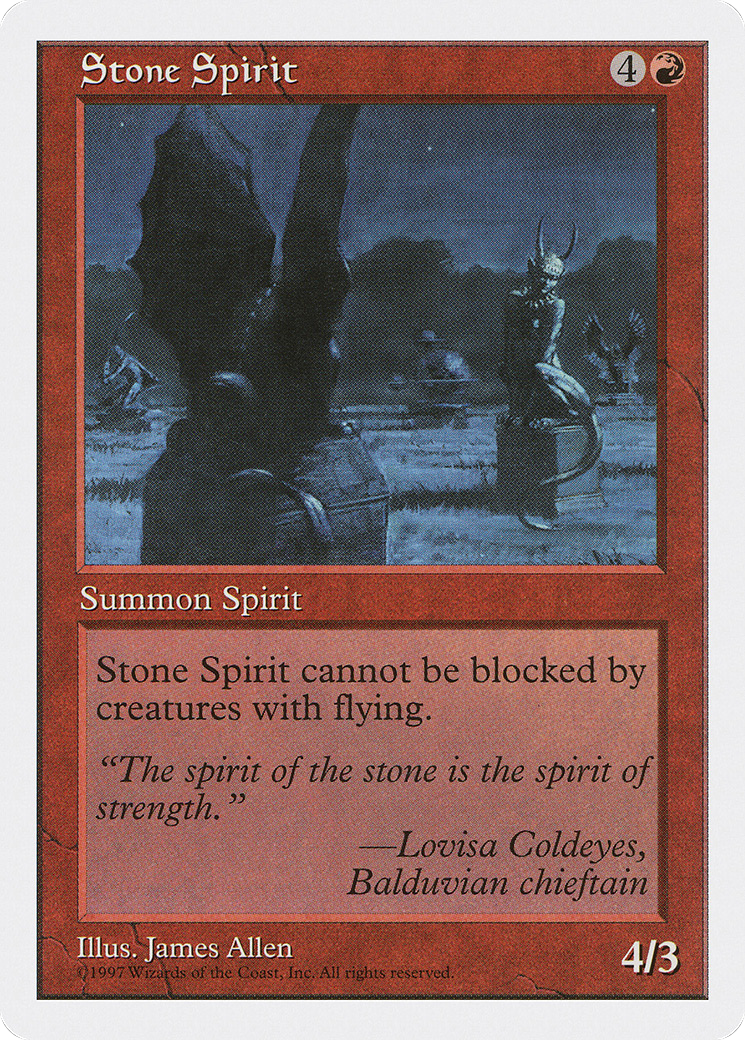 Stone Spirit 4
Summon Spirit
Stone Spirit cannot be blocked by
creatures with flying.
“The spirit of the stone is the spirit of
strength.”
—Lovisa Coldeyes,
Balduvian chieftain
Illus. James Allen
©1997 Wizards of the Coast, Inc. All rights reserved.
4/3